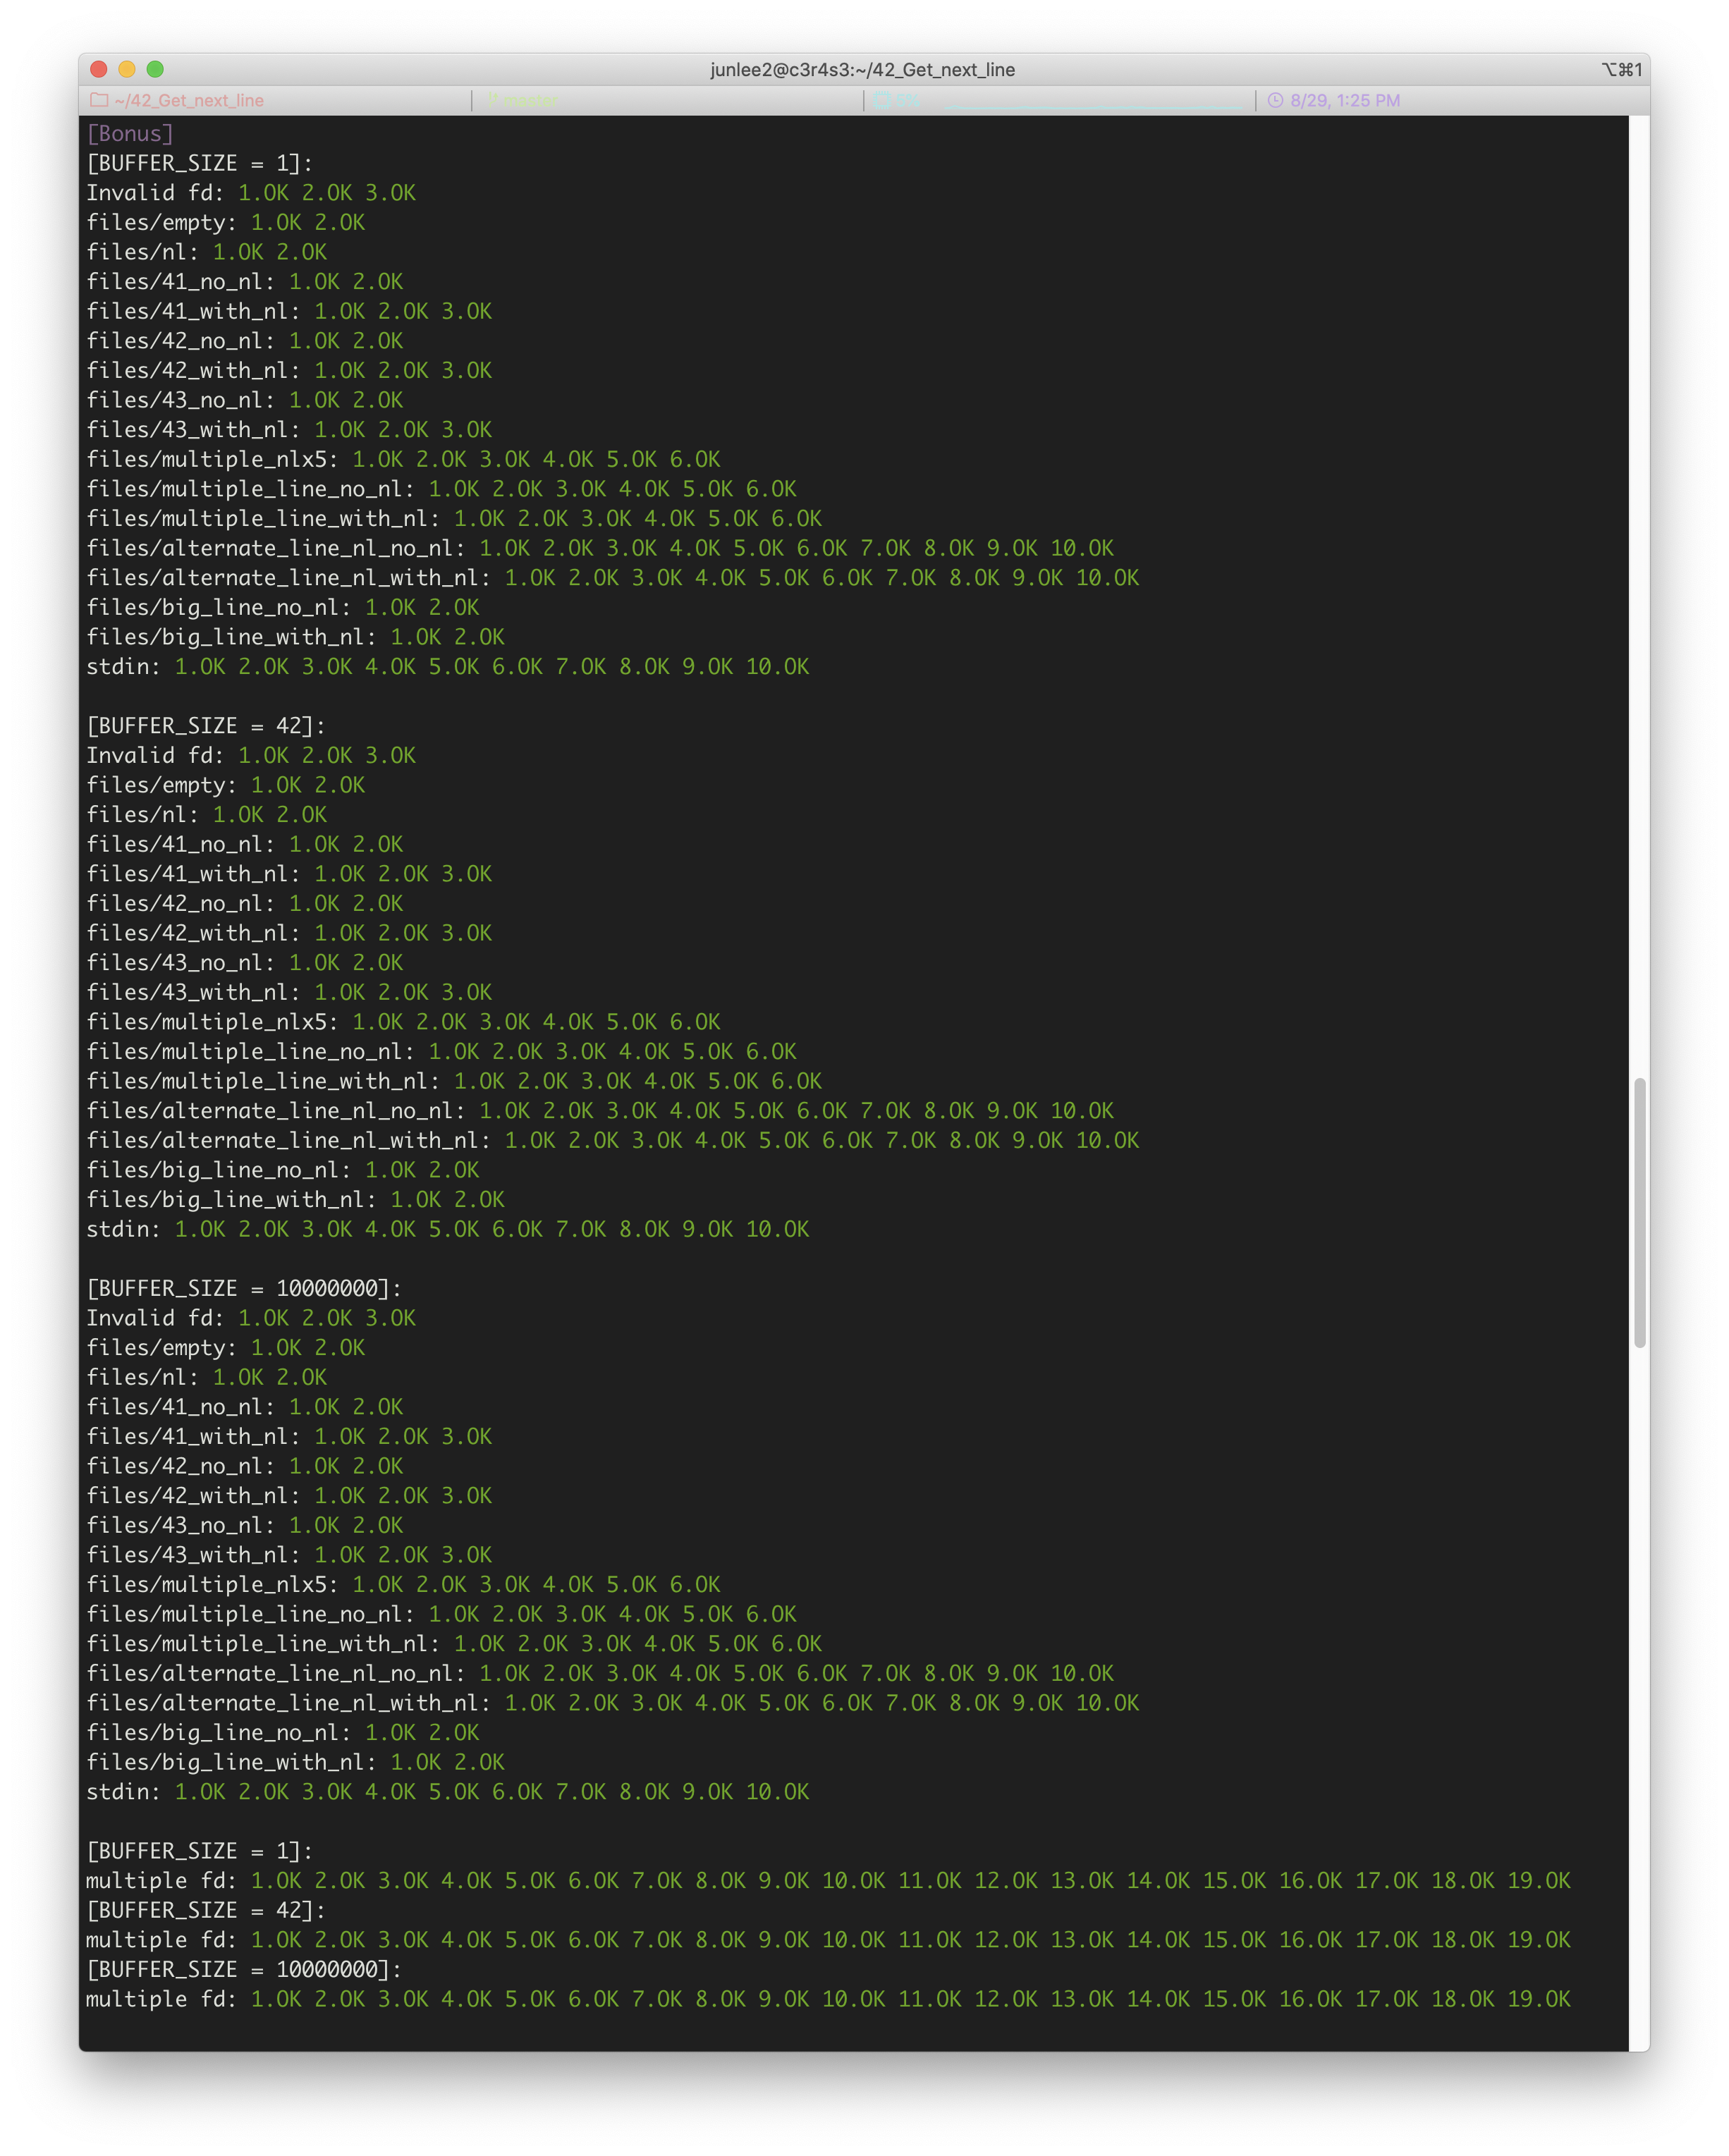 junlee2@c3r4s3:~/42_Get_next_line ⌥⌘1
~/42_Get_next_line master 8/29, 1:25 PM
[Bonus]
[BUFFER_SIZE = 1]:
Invalid fd: 1.OK 2.OK 3.OK
files/empty: 1.OK 2.OK
files/nl: 1.OK 2.OK
files/41_no_nl: 1.OK 2.OK
files/41_with_nl: 1.OK 2.OK 3.OK
files/42_no_nl: 1.OK 2.OK
files/42_with_nl: 1.OK 2.OK 3.OK
files/43_no_nl: 1.OK 2.OK
files/43_with_nl: 1.OK 2.OK 3.OK
files/multiple_nlx5: 1.OK 2.OK 3.OK 4.OK 5.OK 6.OK
files/multiple_line_no_nl: 1.OK 2.OK 3.OK 4.OK 5.OK 6.OK
files/multiple_line_with_nl: 1.OK 2.OK 3.OK 4.OK 5.OK 6.OK
files/alternate_line_nl_no_nl: 1.OK 2.OK 3.OK 4.OK 5.OK 6.OK 7.OK 8.OK 9.OK 10.OK
files/alternate_line_nl_with_nl: 1.OK 2.OK 3.OK 4.OK 5.OK 6.OK 7.OK 8.OK 9.OK 10.OK
files/big_line_no_nl: 1.OK 2.OK
files/big_line_with_nl: 1.OK 2.OK
stdin: 1.OK 2.OK 3.OK 4.OK 5.OK 6.OK 7.OK 8.OK 9.OK 10.OK
[BUFFER_SIZE = 42]:
Invalid fd: 1.OK 2.OK 3.OK
files/empty: 1.OK 2.OK
files/nl: 1.OK 2.OK
files/41_no_nl: 1.OK 2.OK
files/41_with_nl: 1.OK 2.OK 3.OK
files/42_no_nl: 1.OK 2.OK
files/42_with_nl: 1.OK 2.OK 3.OK
files/43_no_nl: 1.OK 2.OK
files/43_with_nl: 1.OK 2.OK 3.OK
files/multiple_nlx5: 1.OK 2.OK 3.OK 4.OK 5.OK 6.OK
files/multiple_line_no_nl: 1.OK 2.OK 3.OK 4.OK 5.OK 6.OK
files/multiple_line_with_nl: 1.OK 2.OK 3.OK 4.OK 5.OK 6.OK
files/alternate_line_nl_no_nl: 1.OK 2.OK 3.OK 4.OK 5.OK 6.OK 7.OK 8.OK 9.OK 10.OK
files/alternate_line_nl_with_nl: 1.OK 2.OK 3.OK 4.OK 5.OK 6.OK 7.OK 8.OK 9.OK 10.OK
files/big_line_no_nl: 1.OK 2.OK
files/big_line_with_nl: 1.OK 2.OK
stdin: 1.OK 2.OK 3.OK 4.OK 5.OK 6.OK 7.OK 8.OK 9.OK 10.OK
[BUFFER_SIZE = 10000000]:
Invalid fd: 1.OK 2.OK 3.OK
files/empty: 1.OK 2.OK
files/nl: 1.OK 2.OK
files/41_no_nl: 1.OK 2.OK
files/41_with_nl: 1.OK 2.OK 3.OK
files/42_no_nl: 1.OK 2.OK
files/42_with_nl: 1.OK 2.OK 3.OK
files/43_no_nl: 1.OK 2.OK
files/43_with_nl: 1.OK 2.OK 3.OK
files/multiple_nlx5: 1.OK 2.OK 3.OK 4.OK 5.OK 6.OK
files/multiple_line_no_nl: 1.OK 2.OK 3.OK 4.OK 5.OK 6.OK
files/multiple_line_with_nl: 1.OK 2.OK 3.OK 4.OK 5.OK 6.OK
files/alternate_line_nl_no_nl: 1.OK 2.OK 3.OK 4.OK 5.OK 6.OK 7.OK 8.OK 9.OK 10.OK
files/alternate_line_nl_with_nl: 1.OK 2.OK 3.OK 4.OK 5.OK 6.OK 7.OK 8.OK 9.OK 10.OK
files/big_line_no_nl: 1.OK 2.OK
files/big_line_with_nl: 1.OK 2.OK
stdin: 1.OK 2.OK 3.OK 4.OK 5.OK 6.OK 7.OK 8.OK 9.OK 10.OK
[BUFFER_SIZE = 1]:
multiple fd: 1.OK 2.OK 3.OK 4.OK 5.OK 6.OK 7.OK 8.OK 9.OK 10.OK 11.OK 12.OK 13.OK 14.OK 15.OK 16.OK 17.OK 18.OK 19.OK
[BUFFER_SIZE = 42]:
multiple fd: 1.OK 2.OK 3.OK 4.OK 5.OK 6.OK 7.OK 8.OK 9.OK 10.OK 11.OK 12.OK 13.OK 14.OK 15.OK 16.OK 17.OK 18.OK 19.OK
[BUFFER_SIZE = 10000000]:
multiple fd: 1.OK 2.OK 3.OK 4.OK 5.OK 6.OK 7.OK 8.OK 9.OK 10.OK 11.OK 12.OK 13.OK 14.OK 15.OK 16.OK 17.OK 18.OK 19.OK